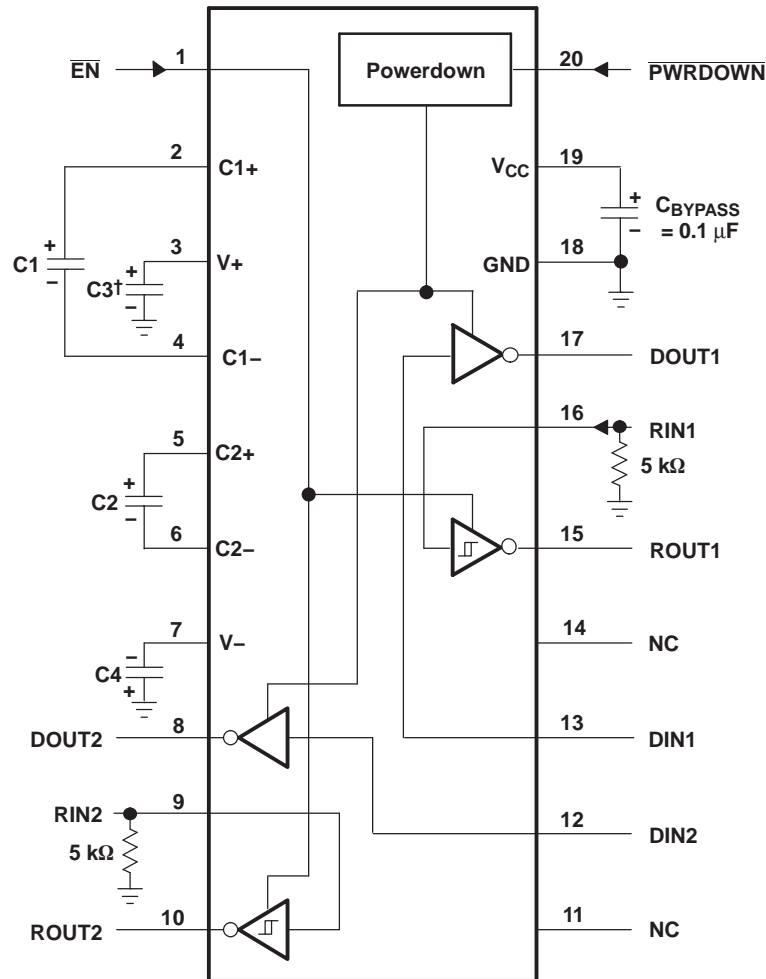 E̅N̅ 1
Powerdown
20 P̅W̅R̅D̅O̅W̅N̅
2 C1+
VCC 19
+
–
CBYPASS
= 0.1 μF
3 V+
+
–
C1
+
–
C3†
GND 18
4 C1–
17 DOUT1
16 RIN1
5 C2+
5 kΩ
+
–
C2
6 C2–
15 ROUT1
7 V–
14 NC
–
+
C4
DOUT2 8
13 DIN1
RIN2 9
12 DIN2
5 kΩ
ROUT2 10
11 NC